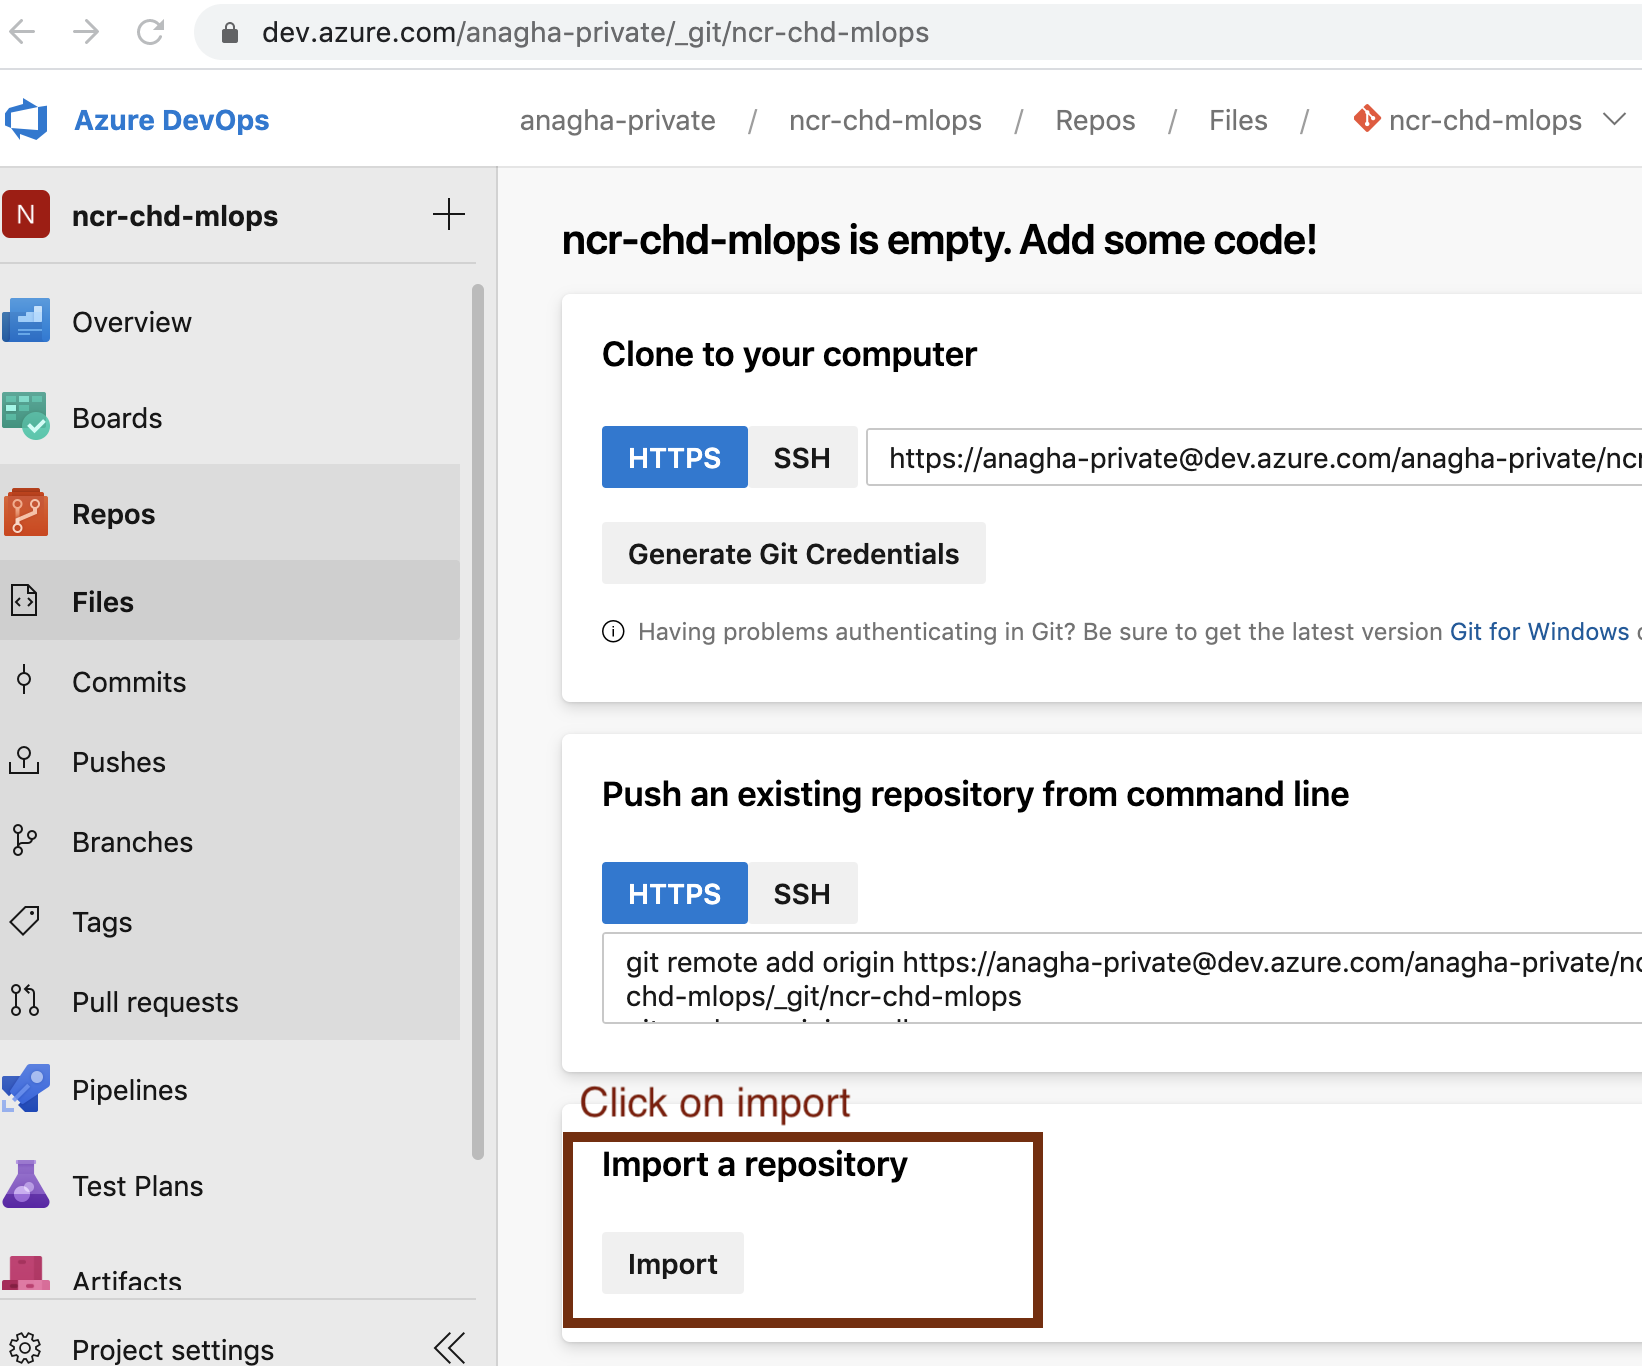 dev.azure.com/anagha-private/_git/ncr-chd-mlops
Azure DevOps
anagha-private / ncr-chd-mlops / Repos / Files / ncr-chd-mlops
N ncr-chd-mlops
Overview
Boards
Repos
Files
Commits
Pushes
Branches
Tags
Pull requests
Pipelines
Test Plans
Artifacts
Project settings
ncr-chd-mlops is empty. Add some code!
Clone to your computer
HTTPS SSH https://anagha-private@dev.azure.com/anagha-private/ncr
Generate Git Credentials
Having problems authenticating in Git? Be sure to get the latest version Git for Windows
Push an existing repository from command line
HTTPS SSH
git remote add origin https://anagha-private@dev.azure.com/anagha-private/nc
chd-mlops/_git/ncr-chd-mlops
Click on import
Import a repository
Import